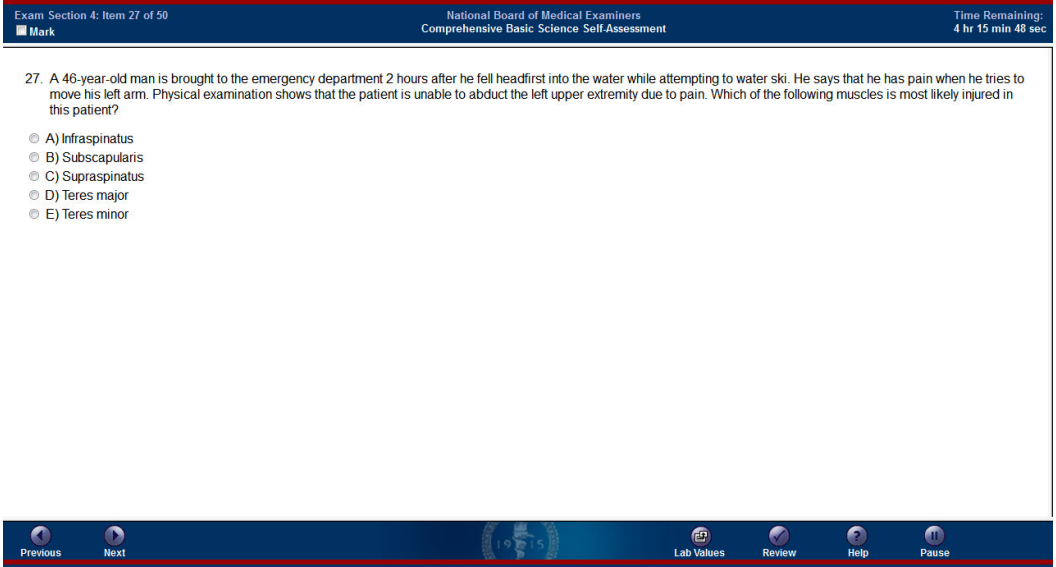 Exam Section 4: Item 27 of 50
National Board of Medical Examiners
Time Remaining:
Mark
Comprehensive Basic Science Self-Assessment
4 hr 15 min 48 sec
27. A 46-year-old man is brought to the emergency department 2 hours after he fell headfirst into the water while attempting to water ski. He says that he has pain when he tries to
move his left arm. Physical examination shows that the patient is unable to abduct the left upper extremity due to pain. Which of the following muscles is most likely injured in
this patient?
A) Infraspinatus
B) Subscapularis
C) Supraspinatus
D) Teres major
E) Teres minor
19 15
Previous
Next
Lab Values
Review
Help
Pause